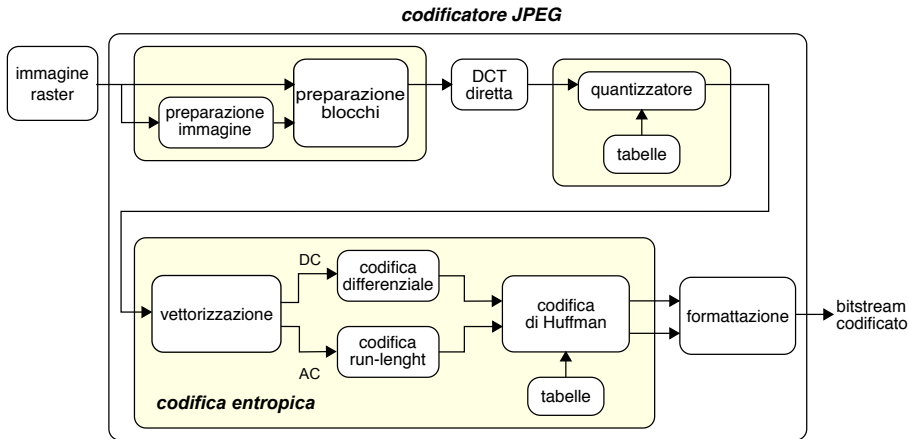 codificatore JPEG
immagine
raster
preparazione
immagine
preparazione
blocchi
DCT
diretta
quantizzatore
tabelle
vettorizzazione
DC
codifica
differenziale
AC
codifica
run-lenght
codifica
di Huffman
tabelle
formattazione
bitstream
codificato
codifica entropica